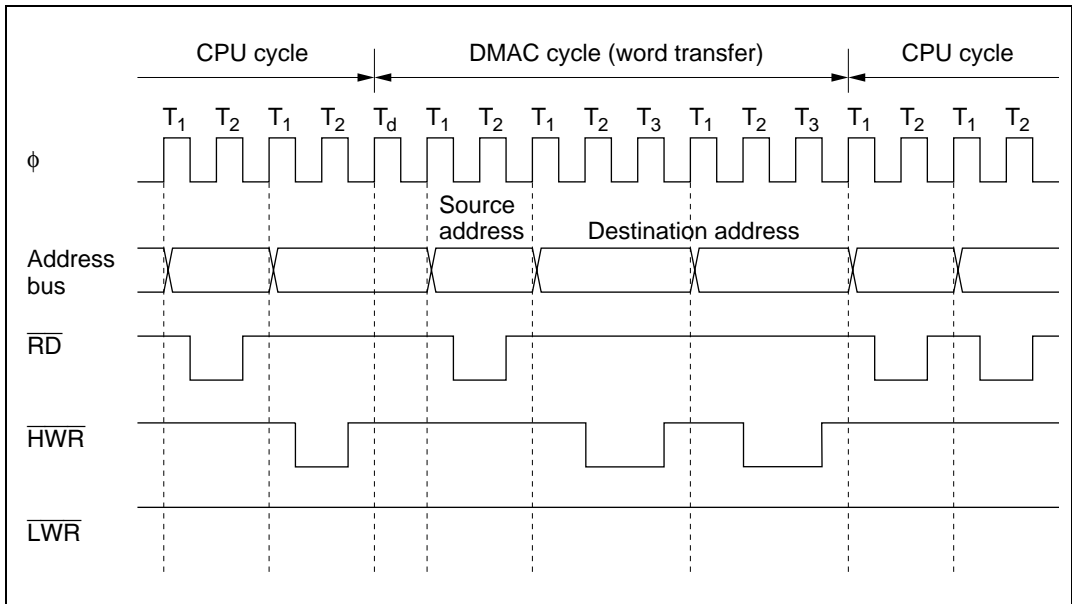 CPU cycle DMAC cycle (word transfer) CPU cycle
T1 T2 T1 T2 Td T1 T2 T1 T2 T3 T1 T2 T3 T1 T2 T1 T2
ϕ
Source
address Destination address
Address
bus
RD
HWR
LWR